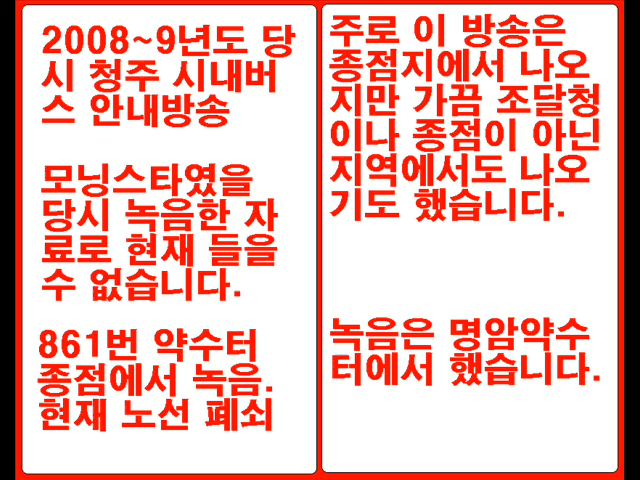 2008~9년도 당
시 청주 시내버
스 안내방송
모닝스타였을
당시 녹음한 자
료로 현재 들을
수 없습니다.
861번 약수터
종점에서 녹음.
현재 노선 폐쇠
주로 이 방송은
종점지에서 나오
지만 가끔 조달청
이나 종점이 아닌
지역에서도 나오
기도 했습니다.
녹음은 명암약수
터에서 했습니다.